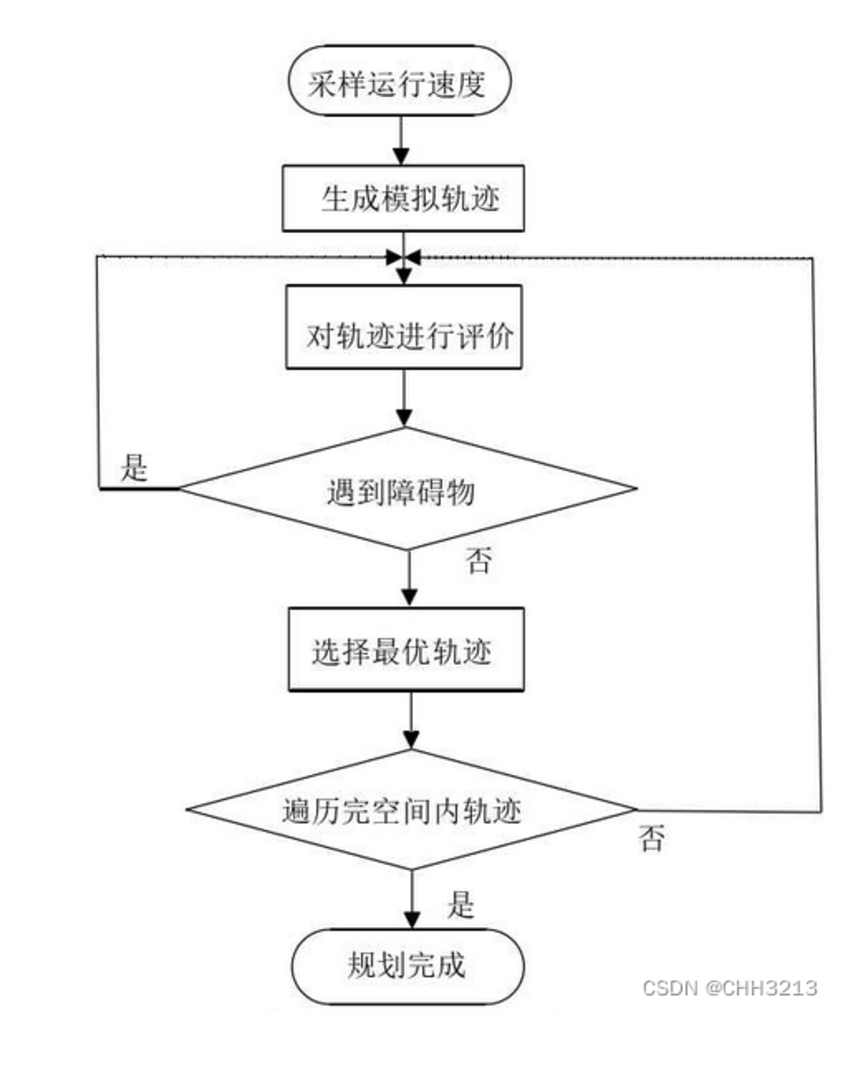 采样运行速度
生成模拟轨迹
对轨迹进行评价
是
遇到障碍物
否
选择最优轨迹
遍历完空间内轨迹
否
是
规划完成
CSDN @CHH3213